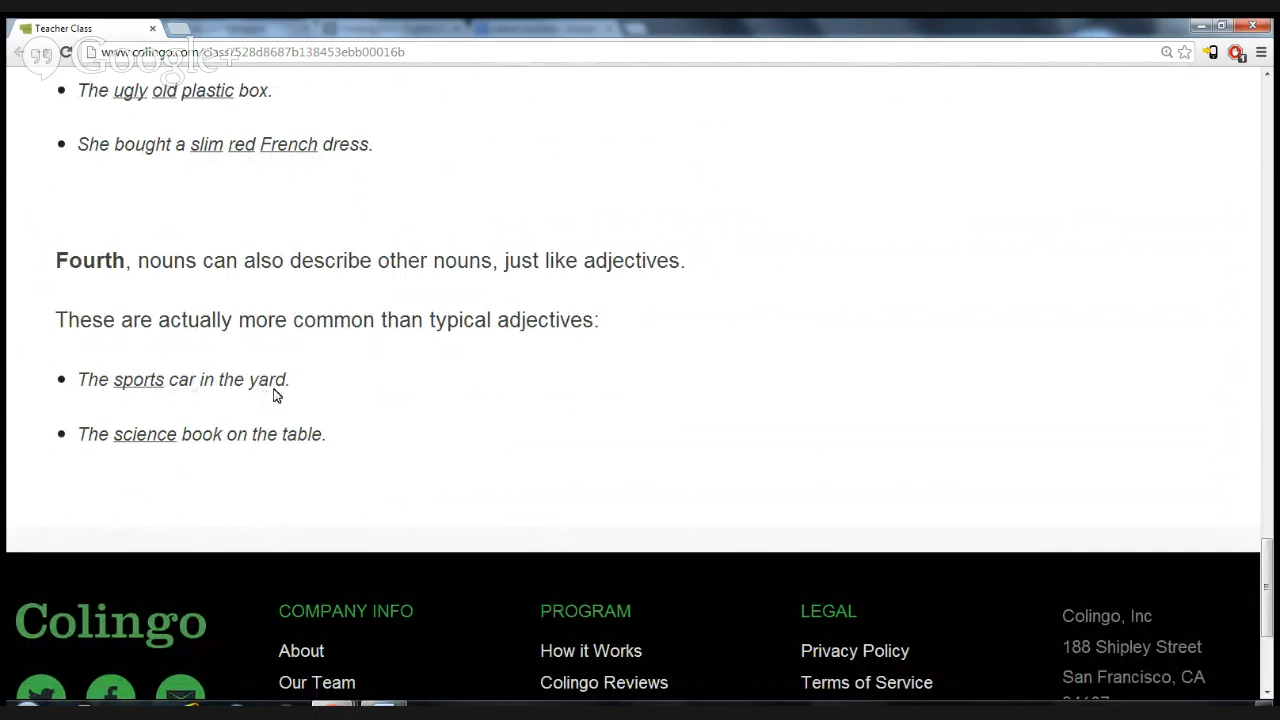 Teacher Class
Google+
www.colingo.com/class/528d8687b138453ebb00016b
The ugly old plastic box.
She bought a slim red French dress.
Fourth, nouns can also describe other nouns, just like adjectives.
These are actually more common than typical adjectives:
The sports car in the yard.
The science book on the table.
Colingo
COMPANY INFO
About
Our Team
PROGRAM
How it Works
Colingo Reviews
LEGAL
Privacy Policy
Terms of Service
Colingo, Inc
188 Shipley Street
San Francisco, CA